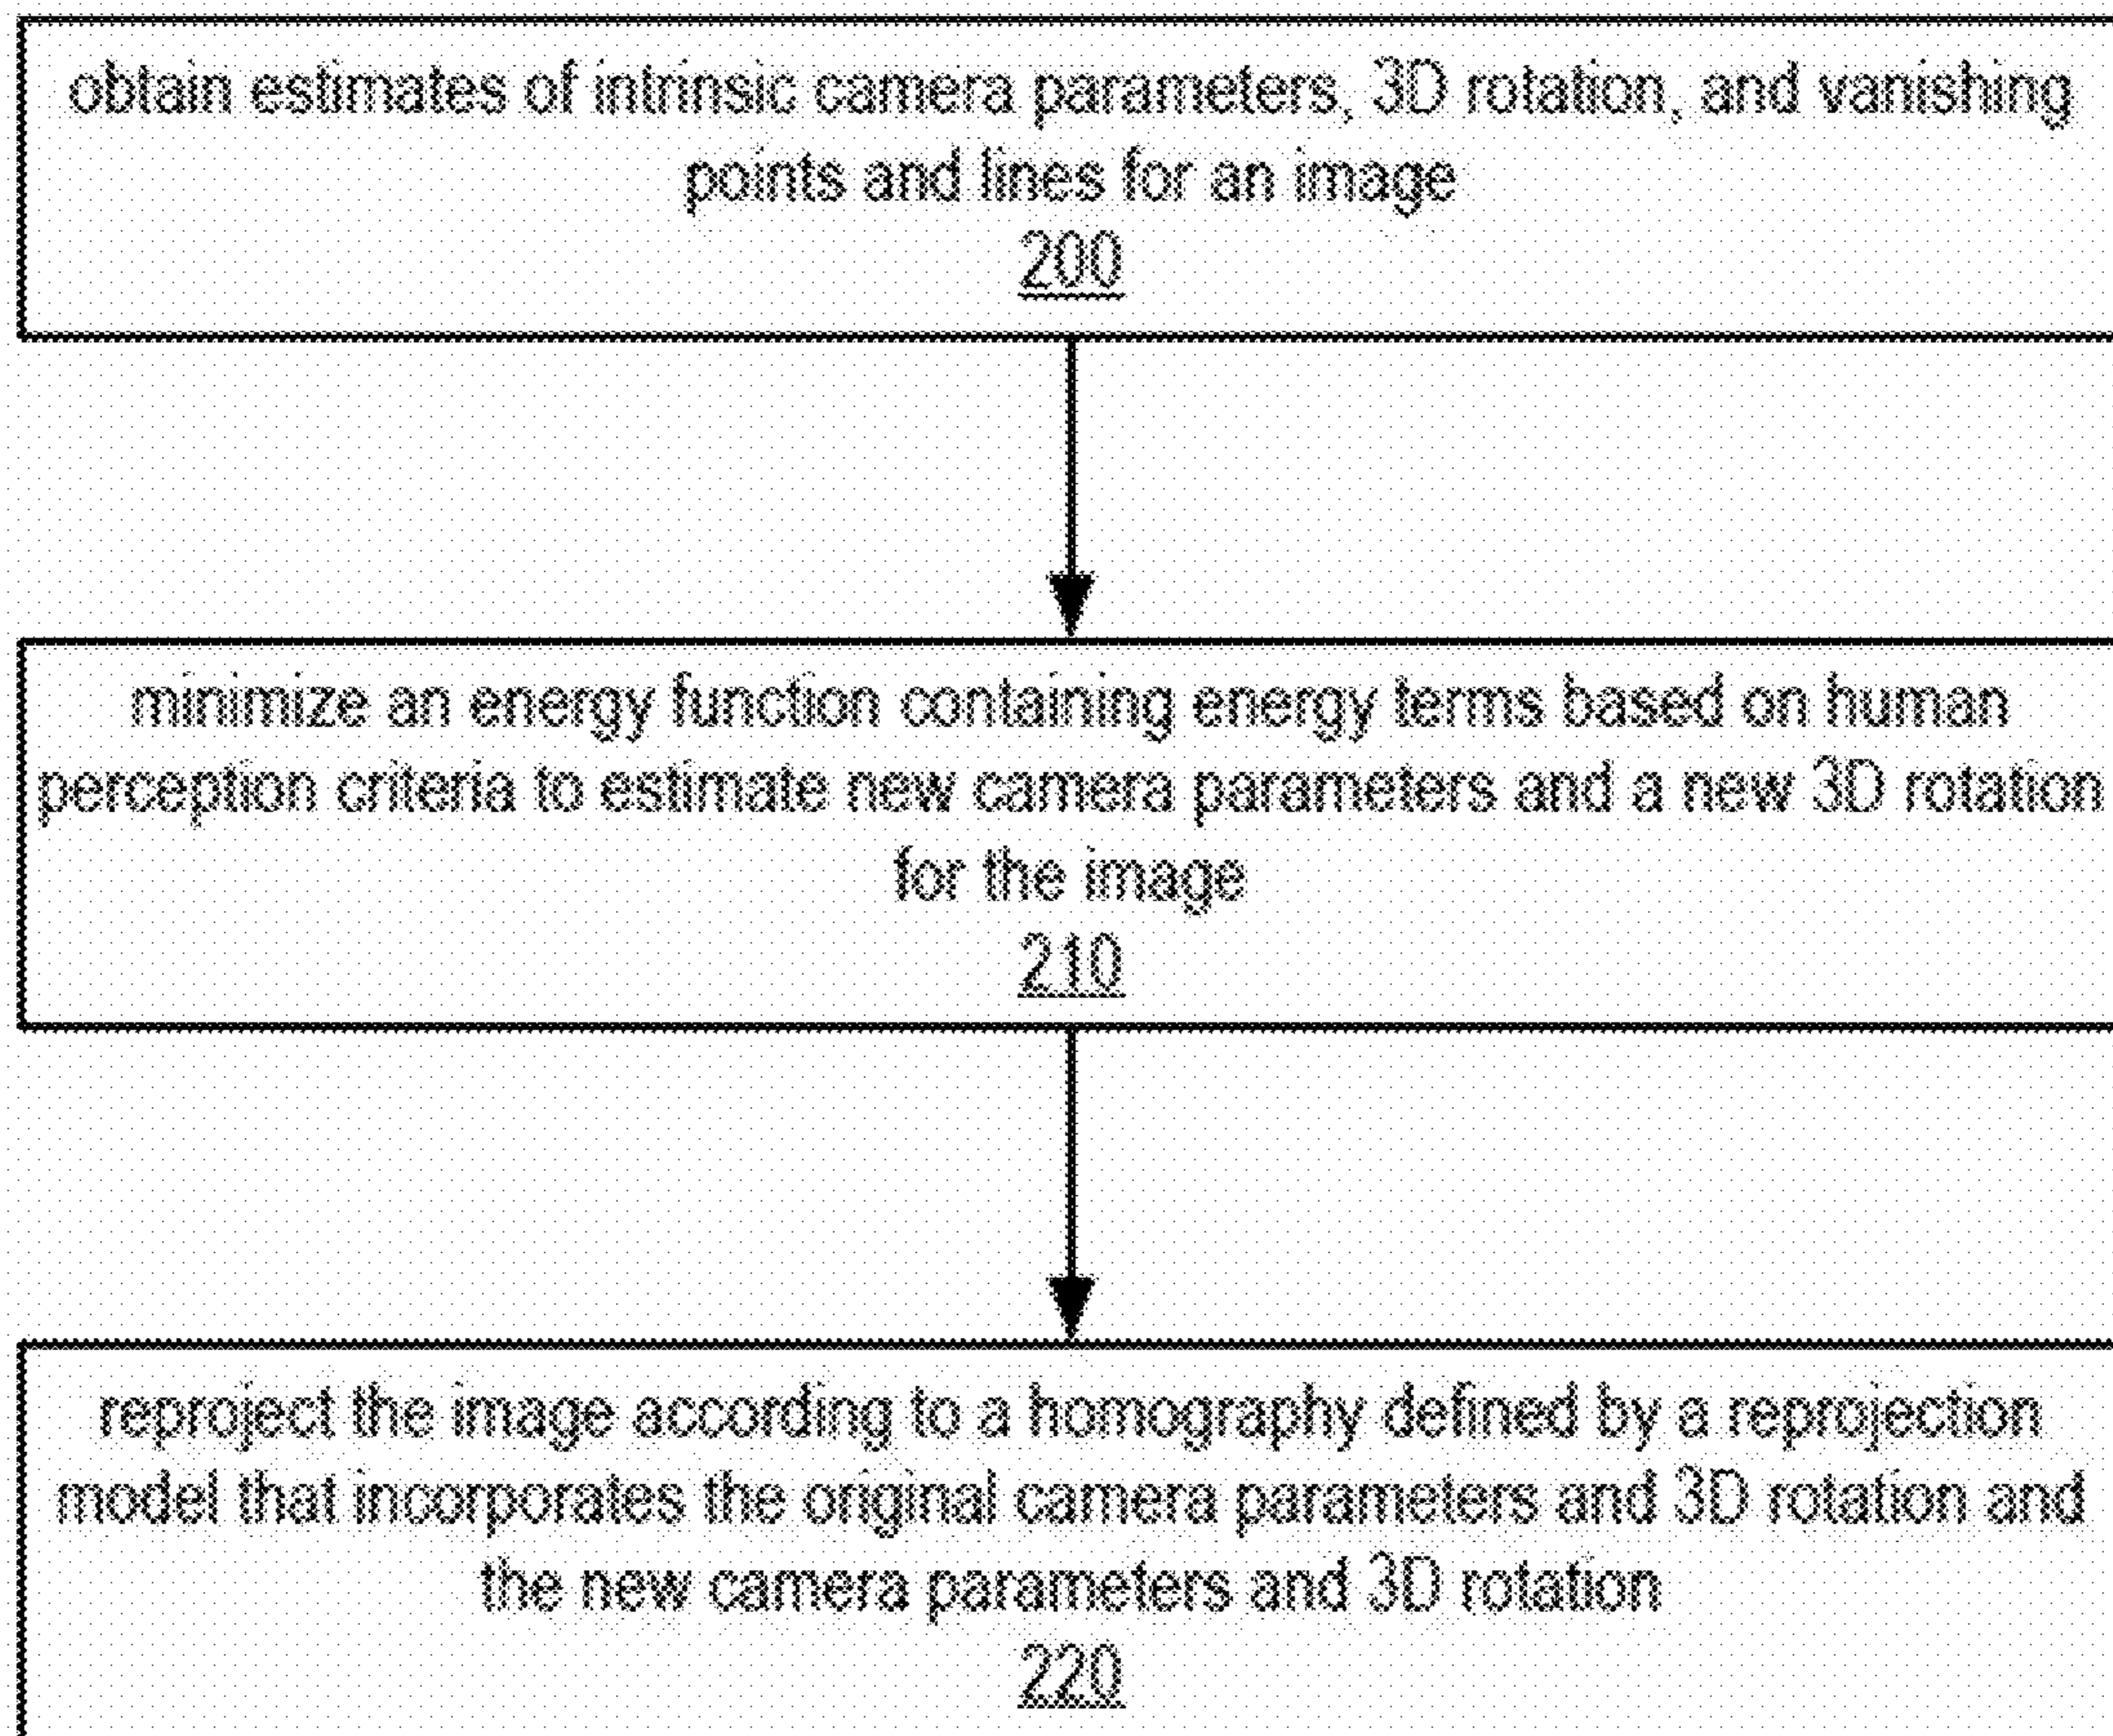 obtain estimates of intrinsic camera parameters, 3D rotation, and vanishing
points and lines for an image
200
minimize an energy function containing energy terms based on human
perception criteria to estimate new camera parameters and a new 3D rotation
for the image
210
reproject the image according to a homography defined by a reprojection
model that incorporates the original camera parameters and 3D rotation and
the new camera parameters and 3D rotation
220